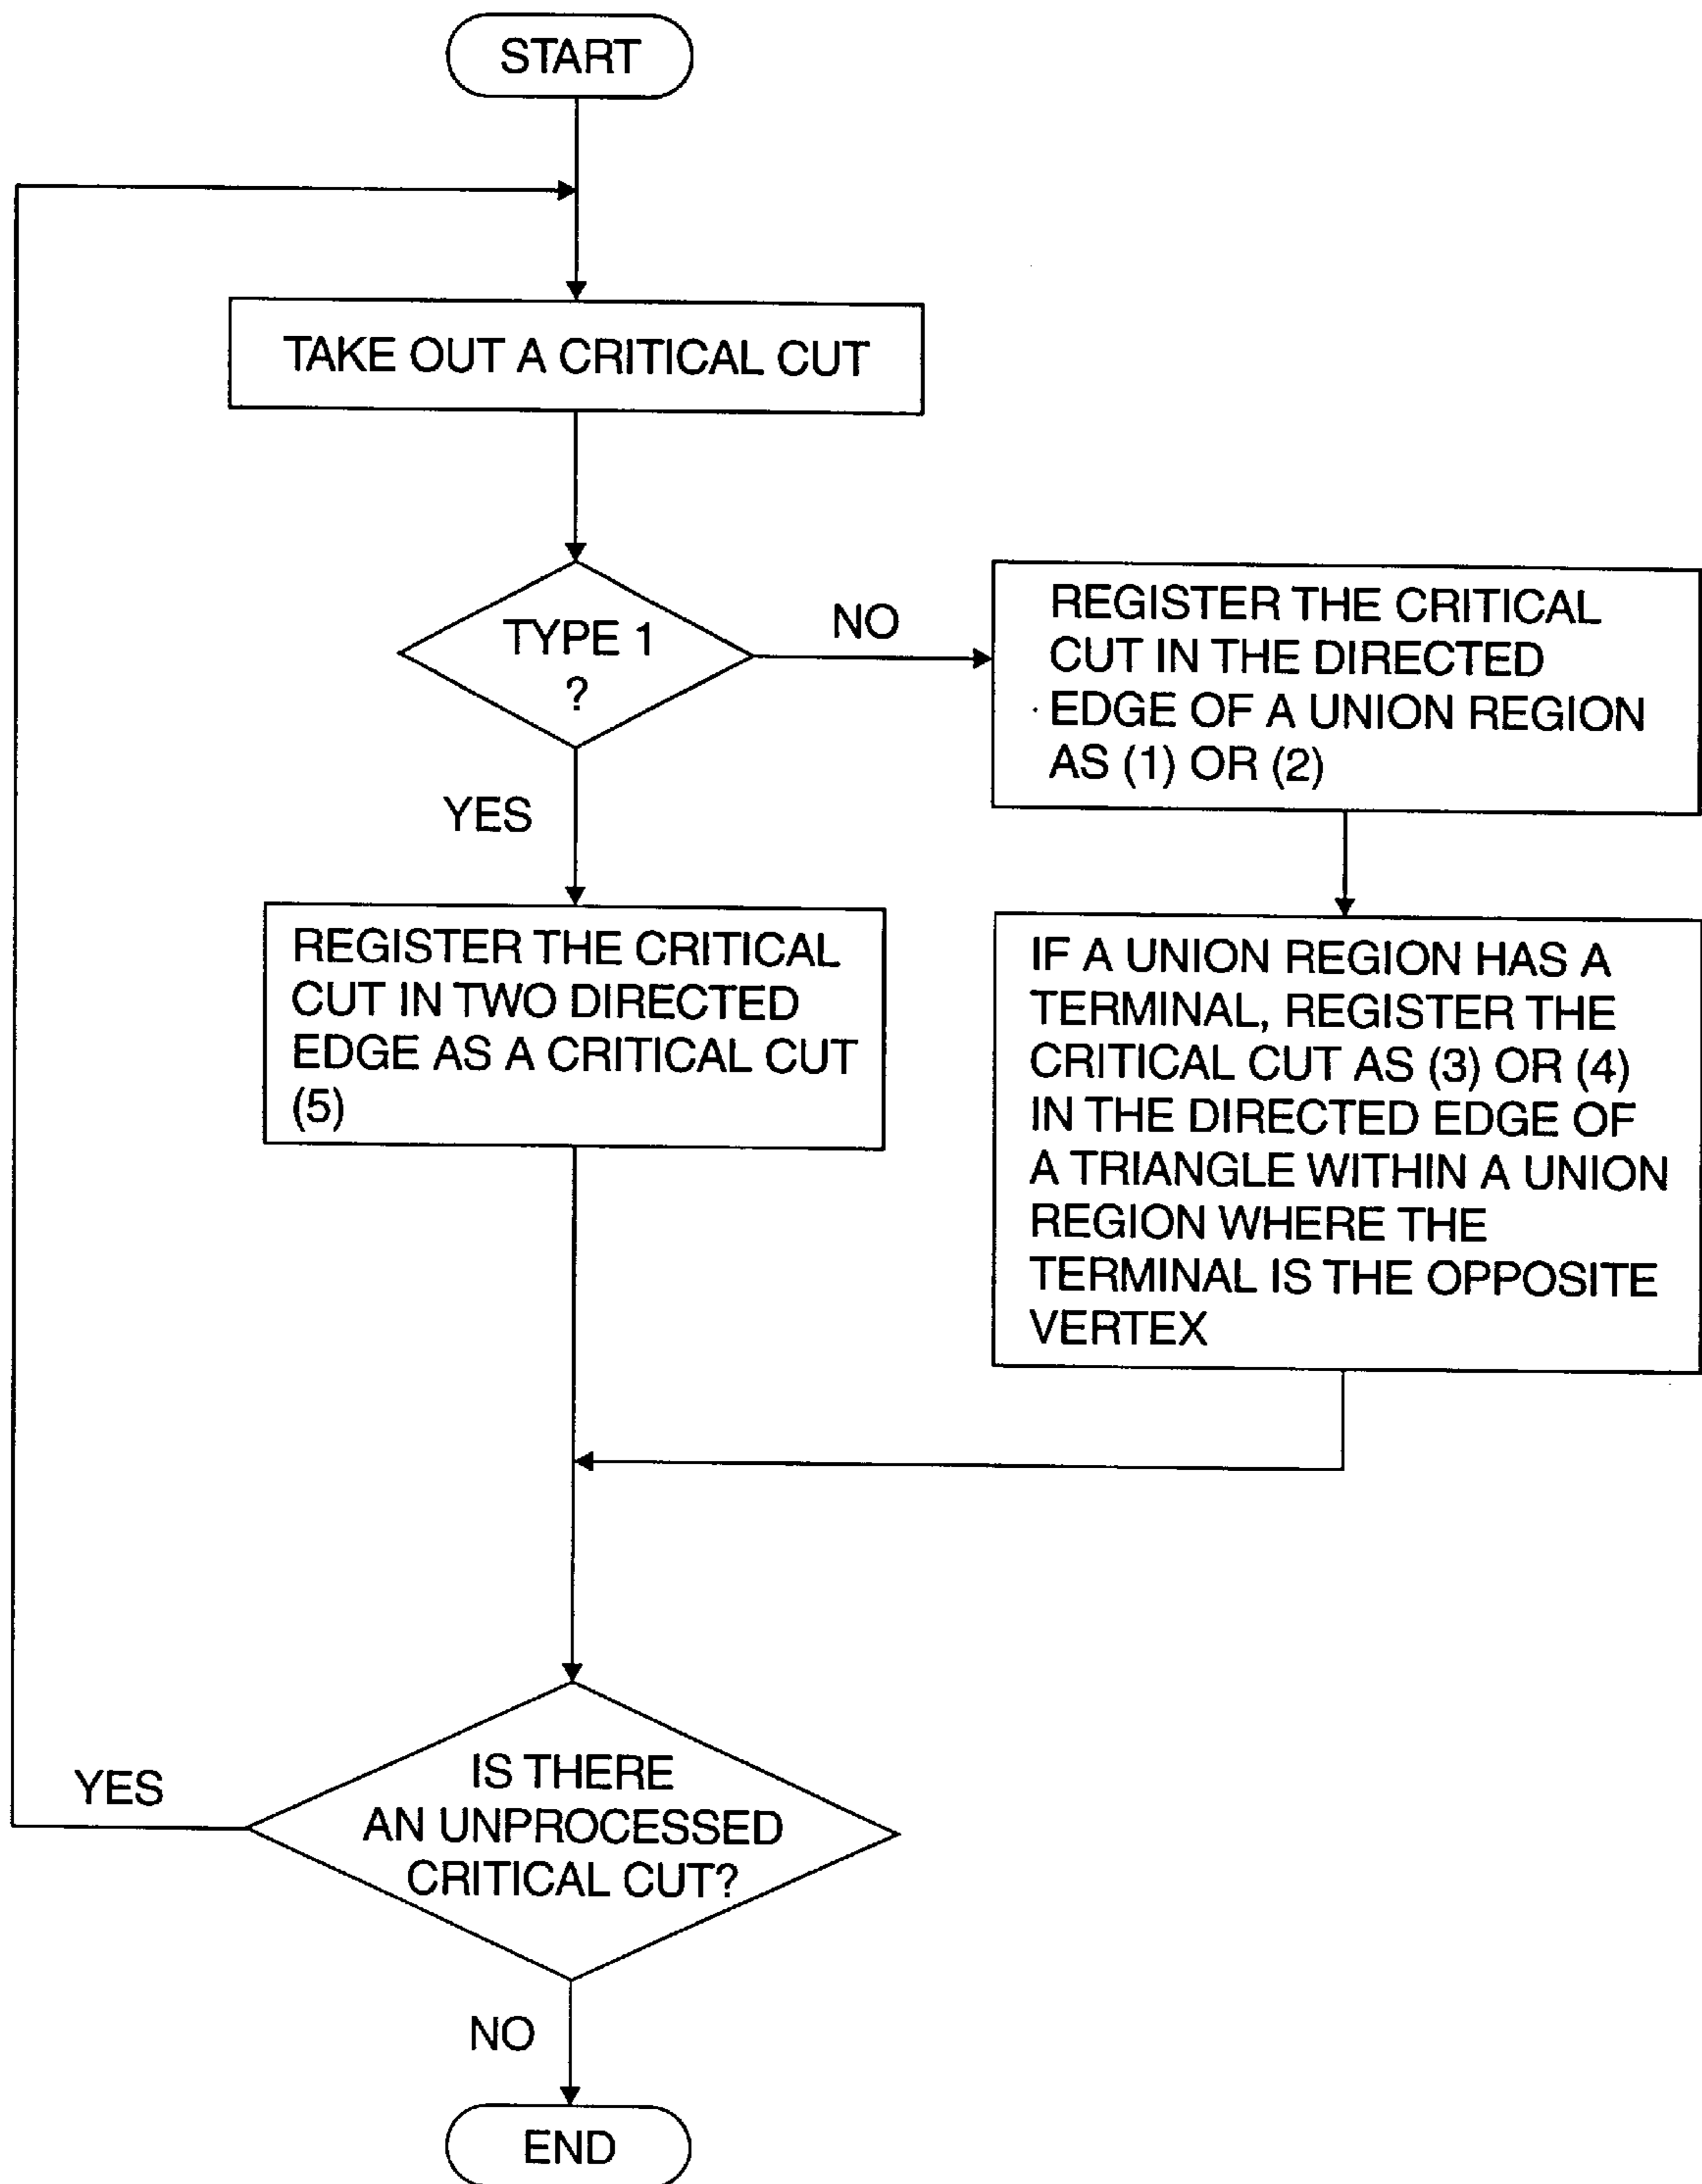 START
TAKE OUT A CRITICAL CUT
TYPE 1
?
NO
YES
REGISTER THE CRITICAL
CUT IN THE DIRECTED
EDGE OF A UNION REGION
AS (1) OR (2)
REGISTER THE CRITICAL
CUT IN TWO DIRECTED
EDGE AS A CRITICAL CUT
(5)
IF A UNION REGION HAS A
TERMINAL, REGISTER THE
CRITICAL CUT AS (3) OR (4)
IN THE DIRECTED EDGE OF
A TRIANGLE WITHIN A UNION
REGION WHERE THE
TERMINAL IS THE OPPOSITE
VERTEX
IS THERE
AN UNPROCESSED
CRITICAL CUT?
YES
NO
END